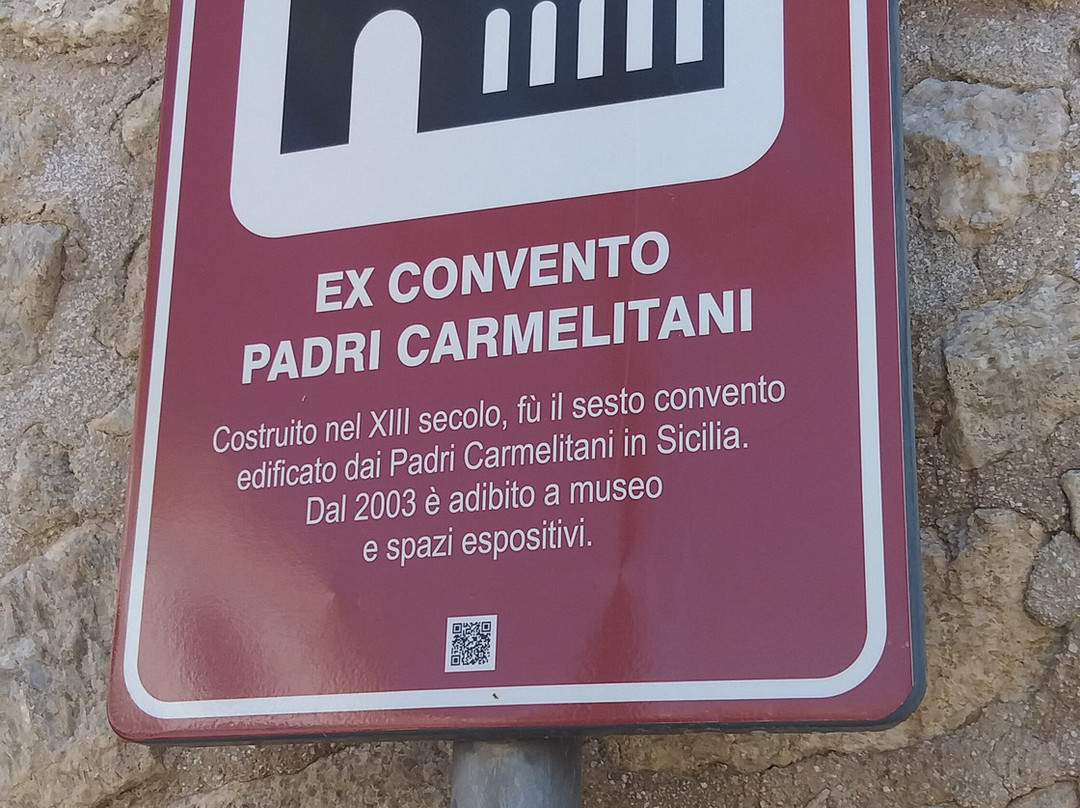 EX CONVENTO
PADRI CARMELITANI
Costruito nel XIII secolo, fù il sesto convento
edificato dai Padri Carmelitani in Sicilia.
Dal 2003 è adibito a museo
e spazi espositivi.